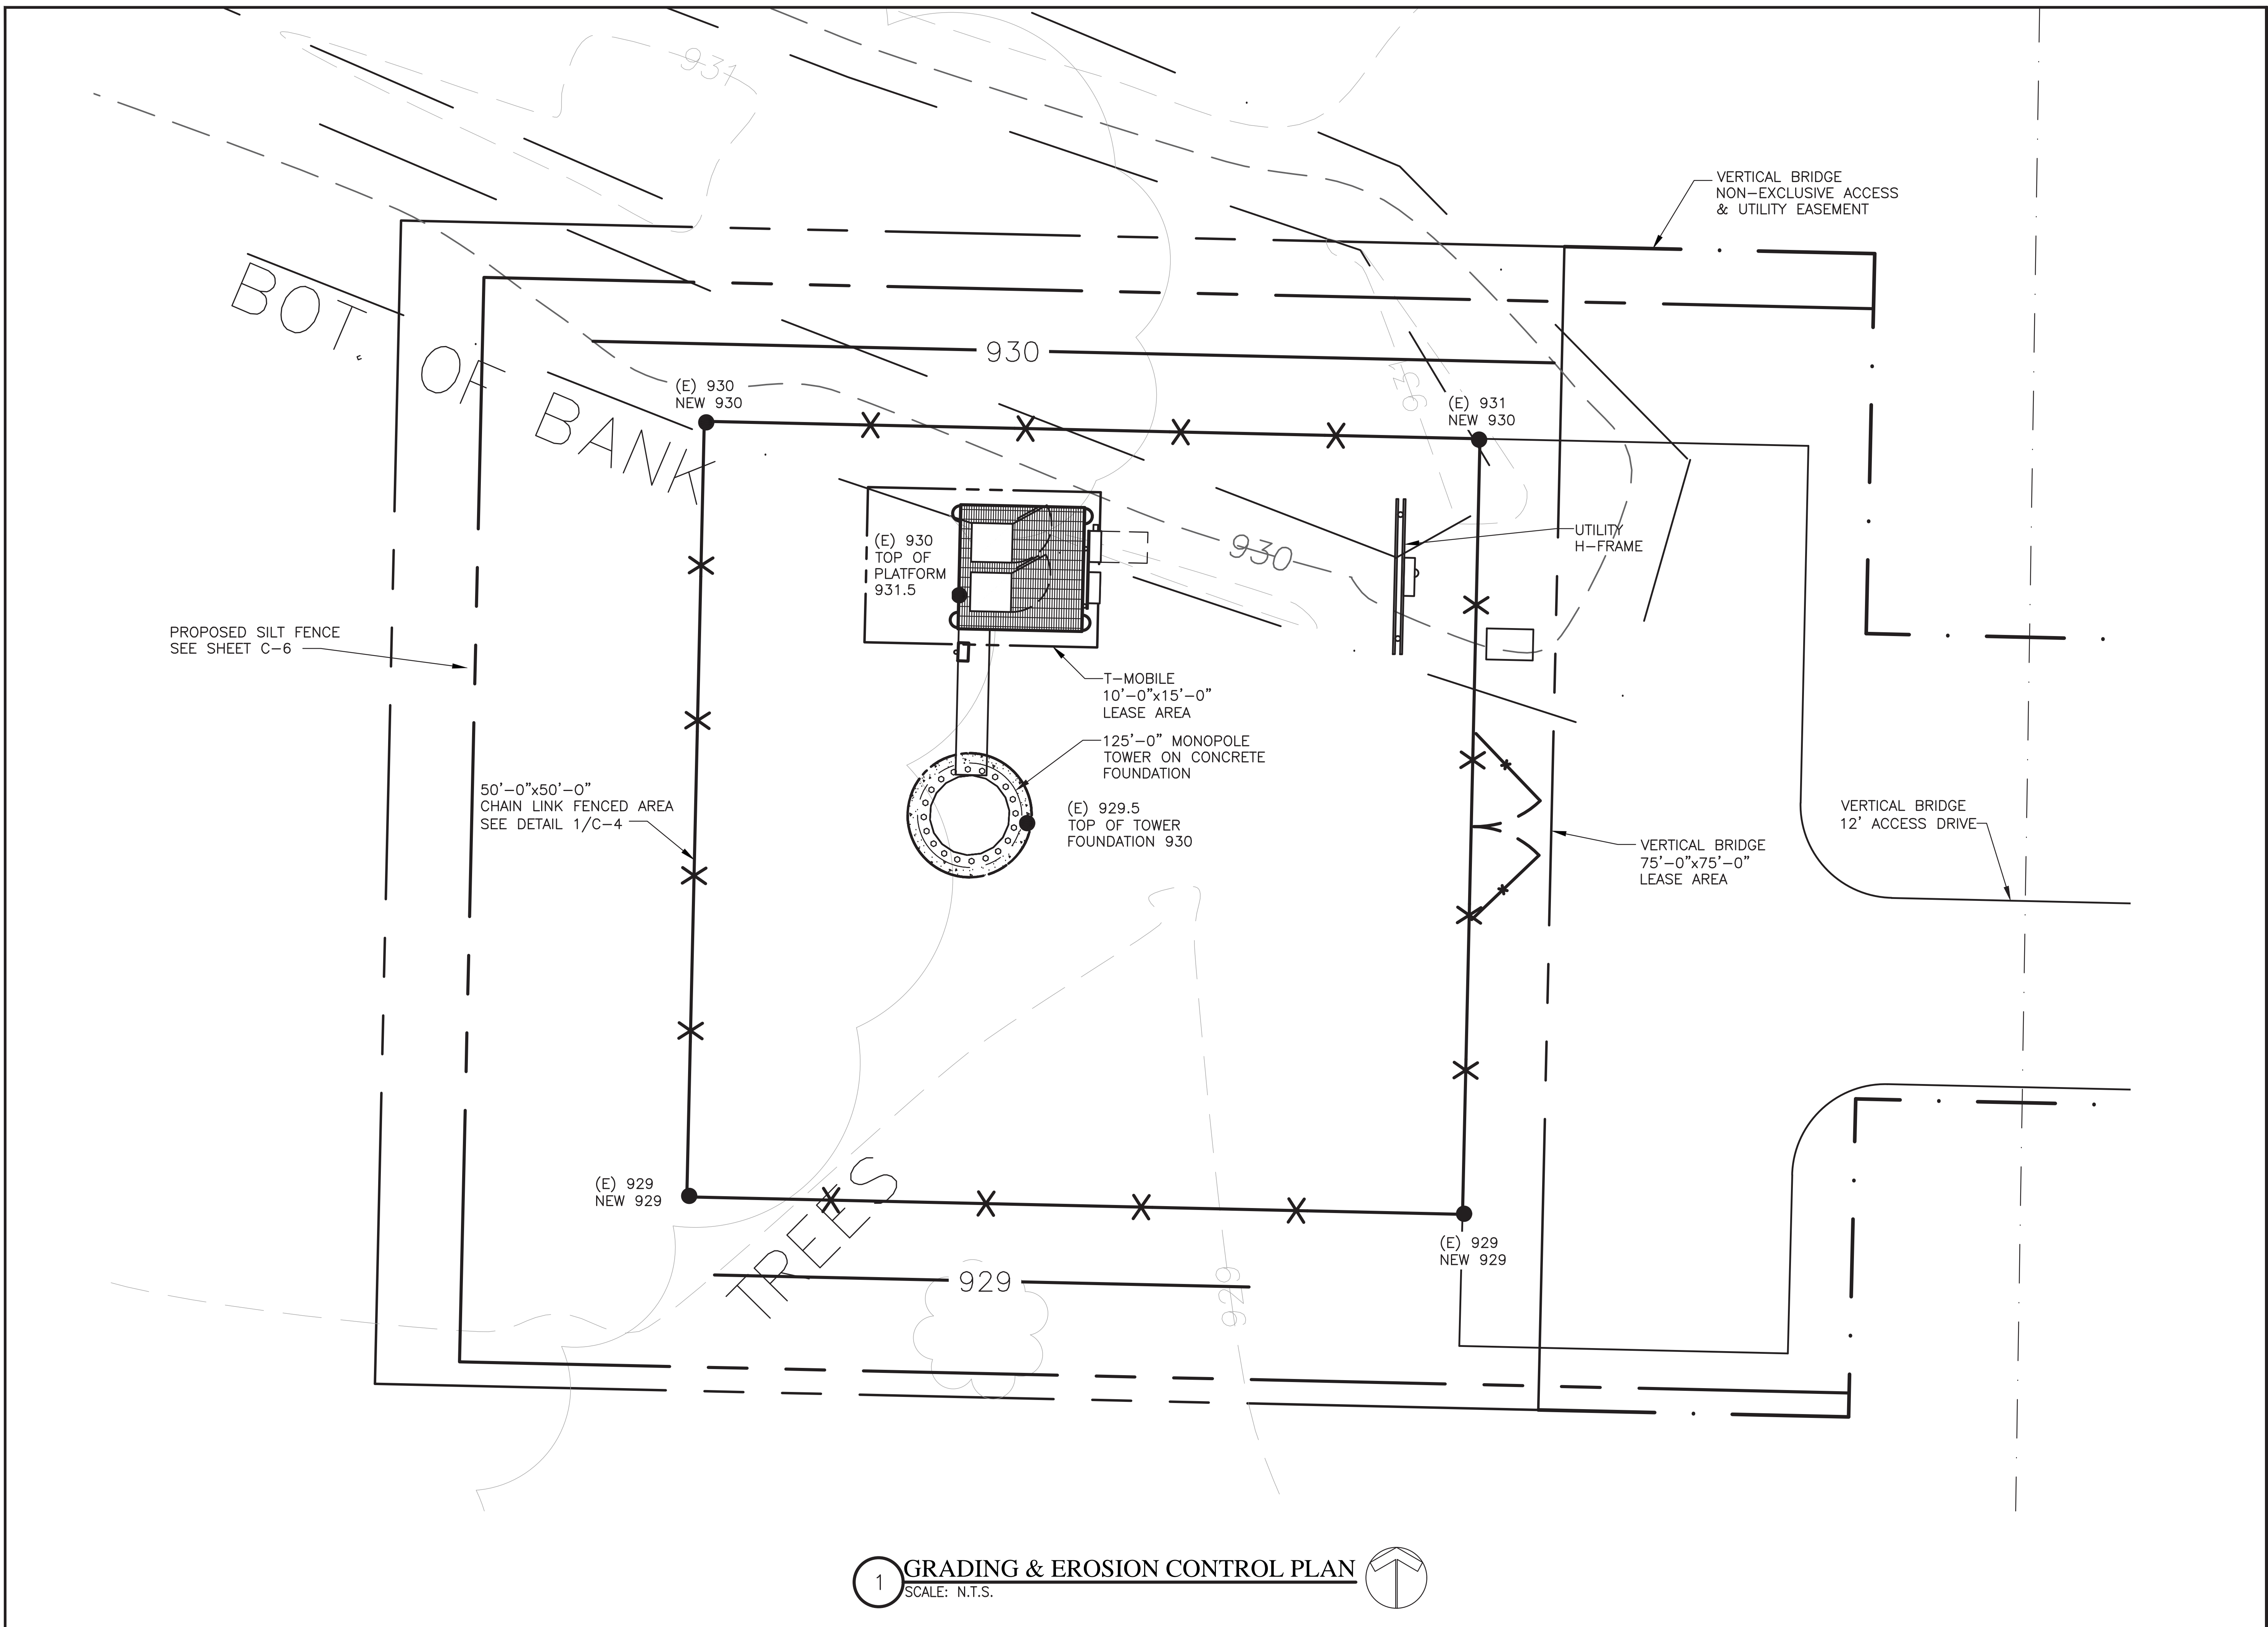 937
VERTICAL BRIDGE
NON-EXCLUSIVE ACCESS
& UTILITY EASEMENT
BOT. OF BANK
930
(E) 930
NEW 930
931
(E) 931
NEW 930
(E) 930
TOP OF
PLATFORM
931.5
930
UTILITY
H-FRAME
PROPOSED SILT FENCE
SEE SHEET C-6
T-MOBILE
10'-0"x15'-0"
LEASE AREA
125'-0" MONOPOLE
TOWER ON CONCRETE
FOUNDATION
50'-0"x50'-0"
CHAIN LINK FENCED AREA
SEE DETAIL 1/C-4
(E) 929.5
TOP OF TOWER
FOUNDATION 930
VERTICAL BRIDGE
12' ACCESS DRIVE
VERTICAL BRIDGE
75'-0"x75'-0"
LEASE AREA
(E) 929
NEW 929
TREES
(E) 929
NEW 929
929
929
1
GRADING & EROSION CONTROL PLAN
SCALE: N.T.S.